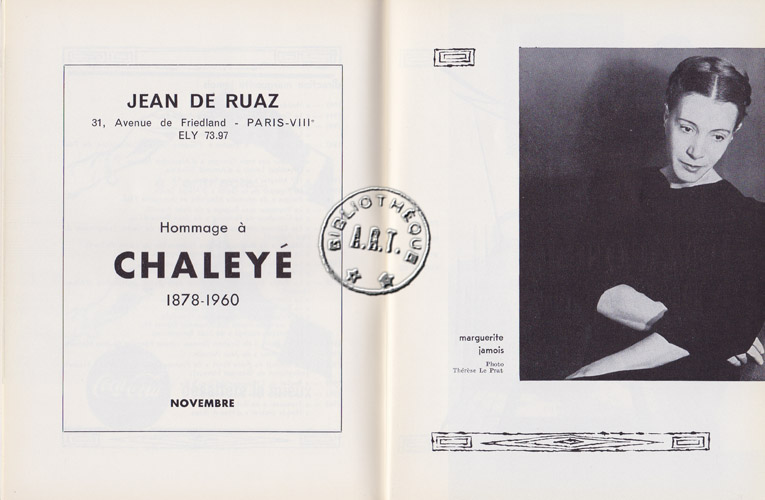 JEAN DE RUAZ
31, Avenue de Friedland - PARIS-VIIIe
ELY 73.97
Hommage à
CHALEYÉ
1878-1960
NOVEMBRE
BIBLIOTHÈQUE
A.R.T.
marguerite
jamois
Photo
Thérèse Le Prat